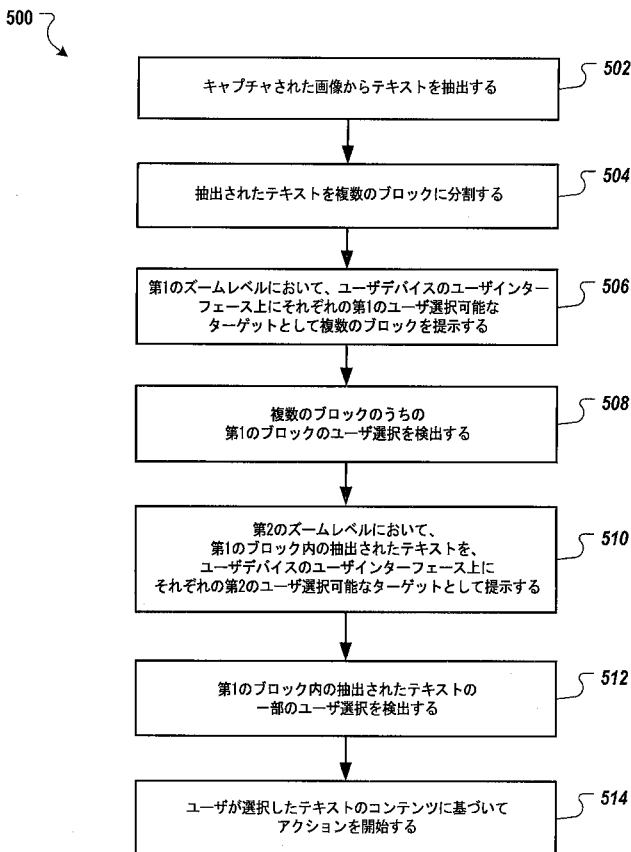 500
502
キャプチャされた画像からテキストを抽出する
504
抽出されたテキストを複数のブロックに分割する
506
第1のズームレベルにおいて、ユーザデバイスのユーザインター
フェース上にそれぞれの第1のユーザ選択可能な
ターゲットとして複数のブロックを提示する
508
複数のブロックのうちの
第1のブロックのユーザ選択を検出する
510
第2のズームレベルにおいて、
第1のブロック内の抽出されたテキストを、
ユーザデバイスのユーザインターフェース上に
それぞれの第2のユーザ選択可能なターゲットとして提示する
512
第1のブロック内の抽出されたテキストの
一部のユーザ選択を検出する
514
ユーザが選択したテキストのコンテンツに基づいて
アクションを開始する